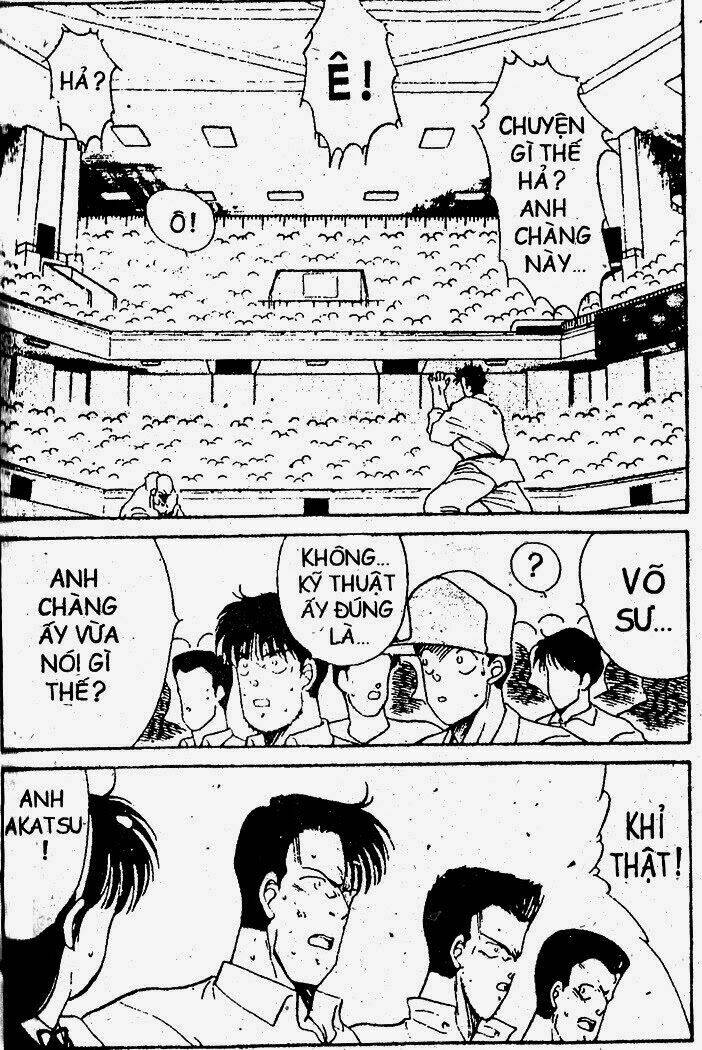 Ê!
HẢ?
CHUYỆN
GÌ THẾ
HẢ?
ANH
CHÀNG
NÀY...
Ô!
VÕ
SƯ...
?
KHÔNG...
KỸ THUẬT
ẤY ĐÚNG
LÀ...
ANH
CHÀNG
ẤY VỪA
NÓI GÌ
THẾ?
KHỈ
THẬT!
ANH
AKATSU
!